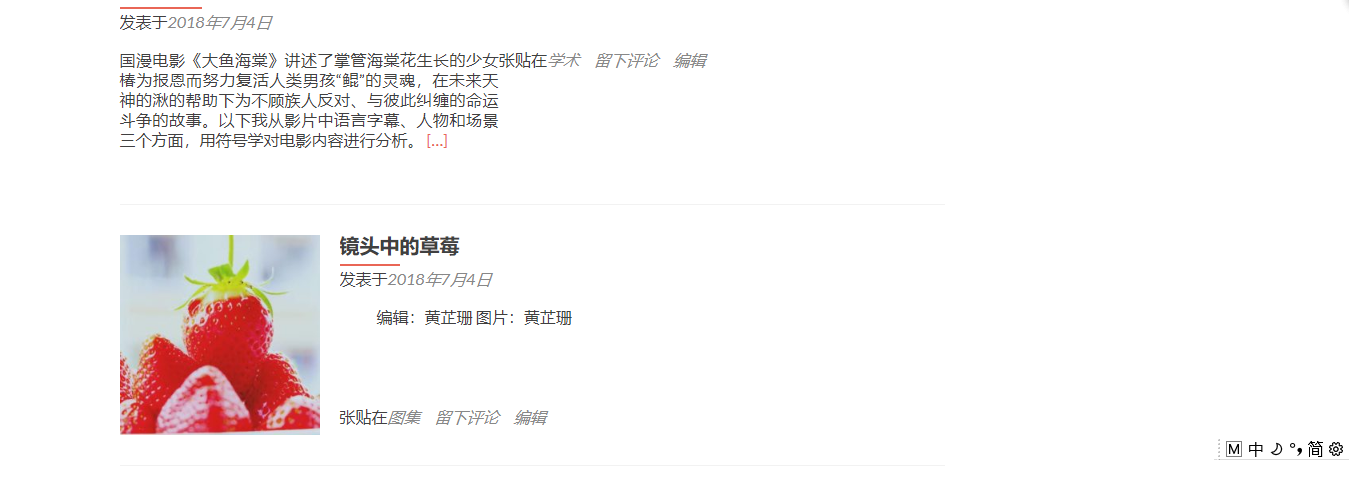 发表于2018年7月4日
国漫电影《大鱼海棠》讲述了掌管海棠花生长的少女张贴在学术 留下评论 编辑
椿为报恩而努力复活人类男孩“鲲”的灵魂，在未来天
神的湫的帮助下为不顾族人反对、与彼此纠缠的命运
斗争的故事。以下我从影片中语言字幕、人物和场景
三个方面，用符号学对电影内容进行分析。 […]
镜头中的草莓
发表于2018年7月4日
编辑：黄芷珊 图片：黄芷珊
张贴在图集 留下评论 编辑
M 中 °, 简